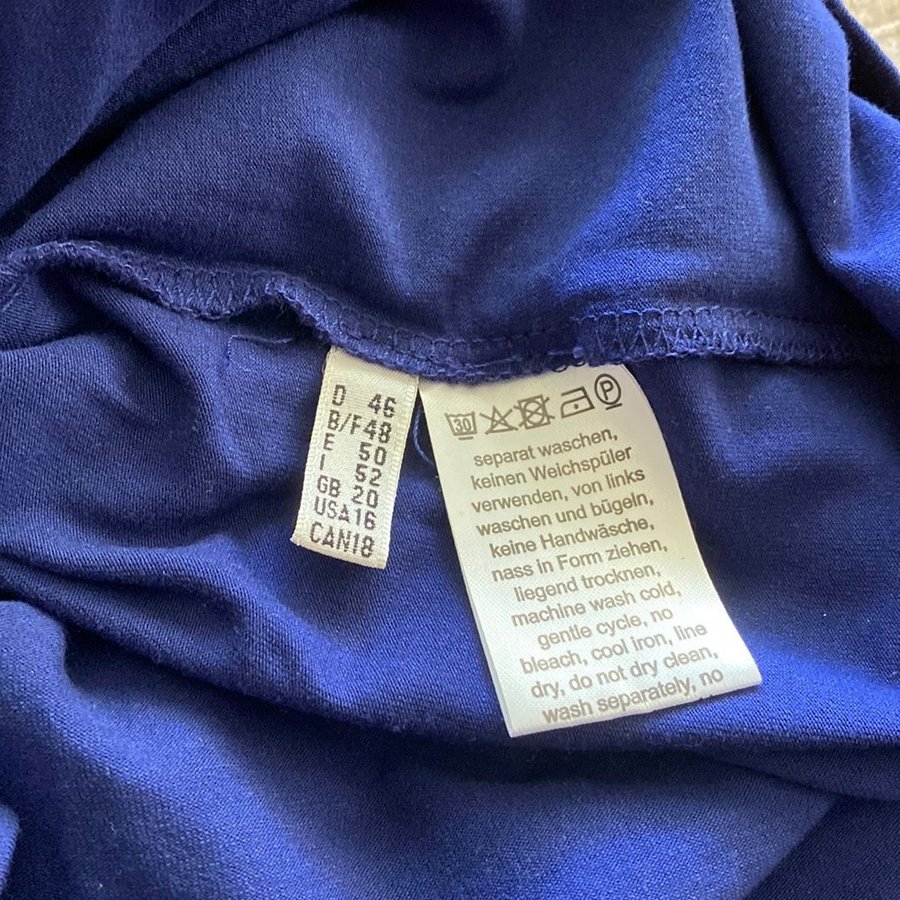 D 46
B/F 48
E 50
I 52
GB 20
USA 16
CAN 18
30 P
separat waschen,
keinen Weichspüler
verwenden, von links
waschen und bügeln,
keine Handwäsche,
nass in Form ziehen,
liegend trocknen,
machine wash cold,
gentle cycle, no
bleach, cool iron, line
dry, do not dry clean,
wash separately, no